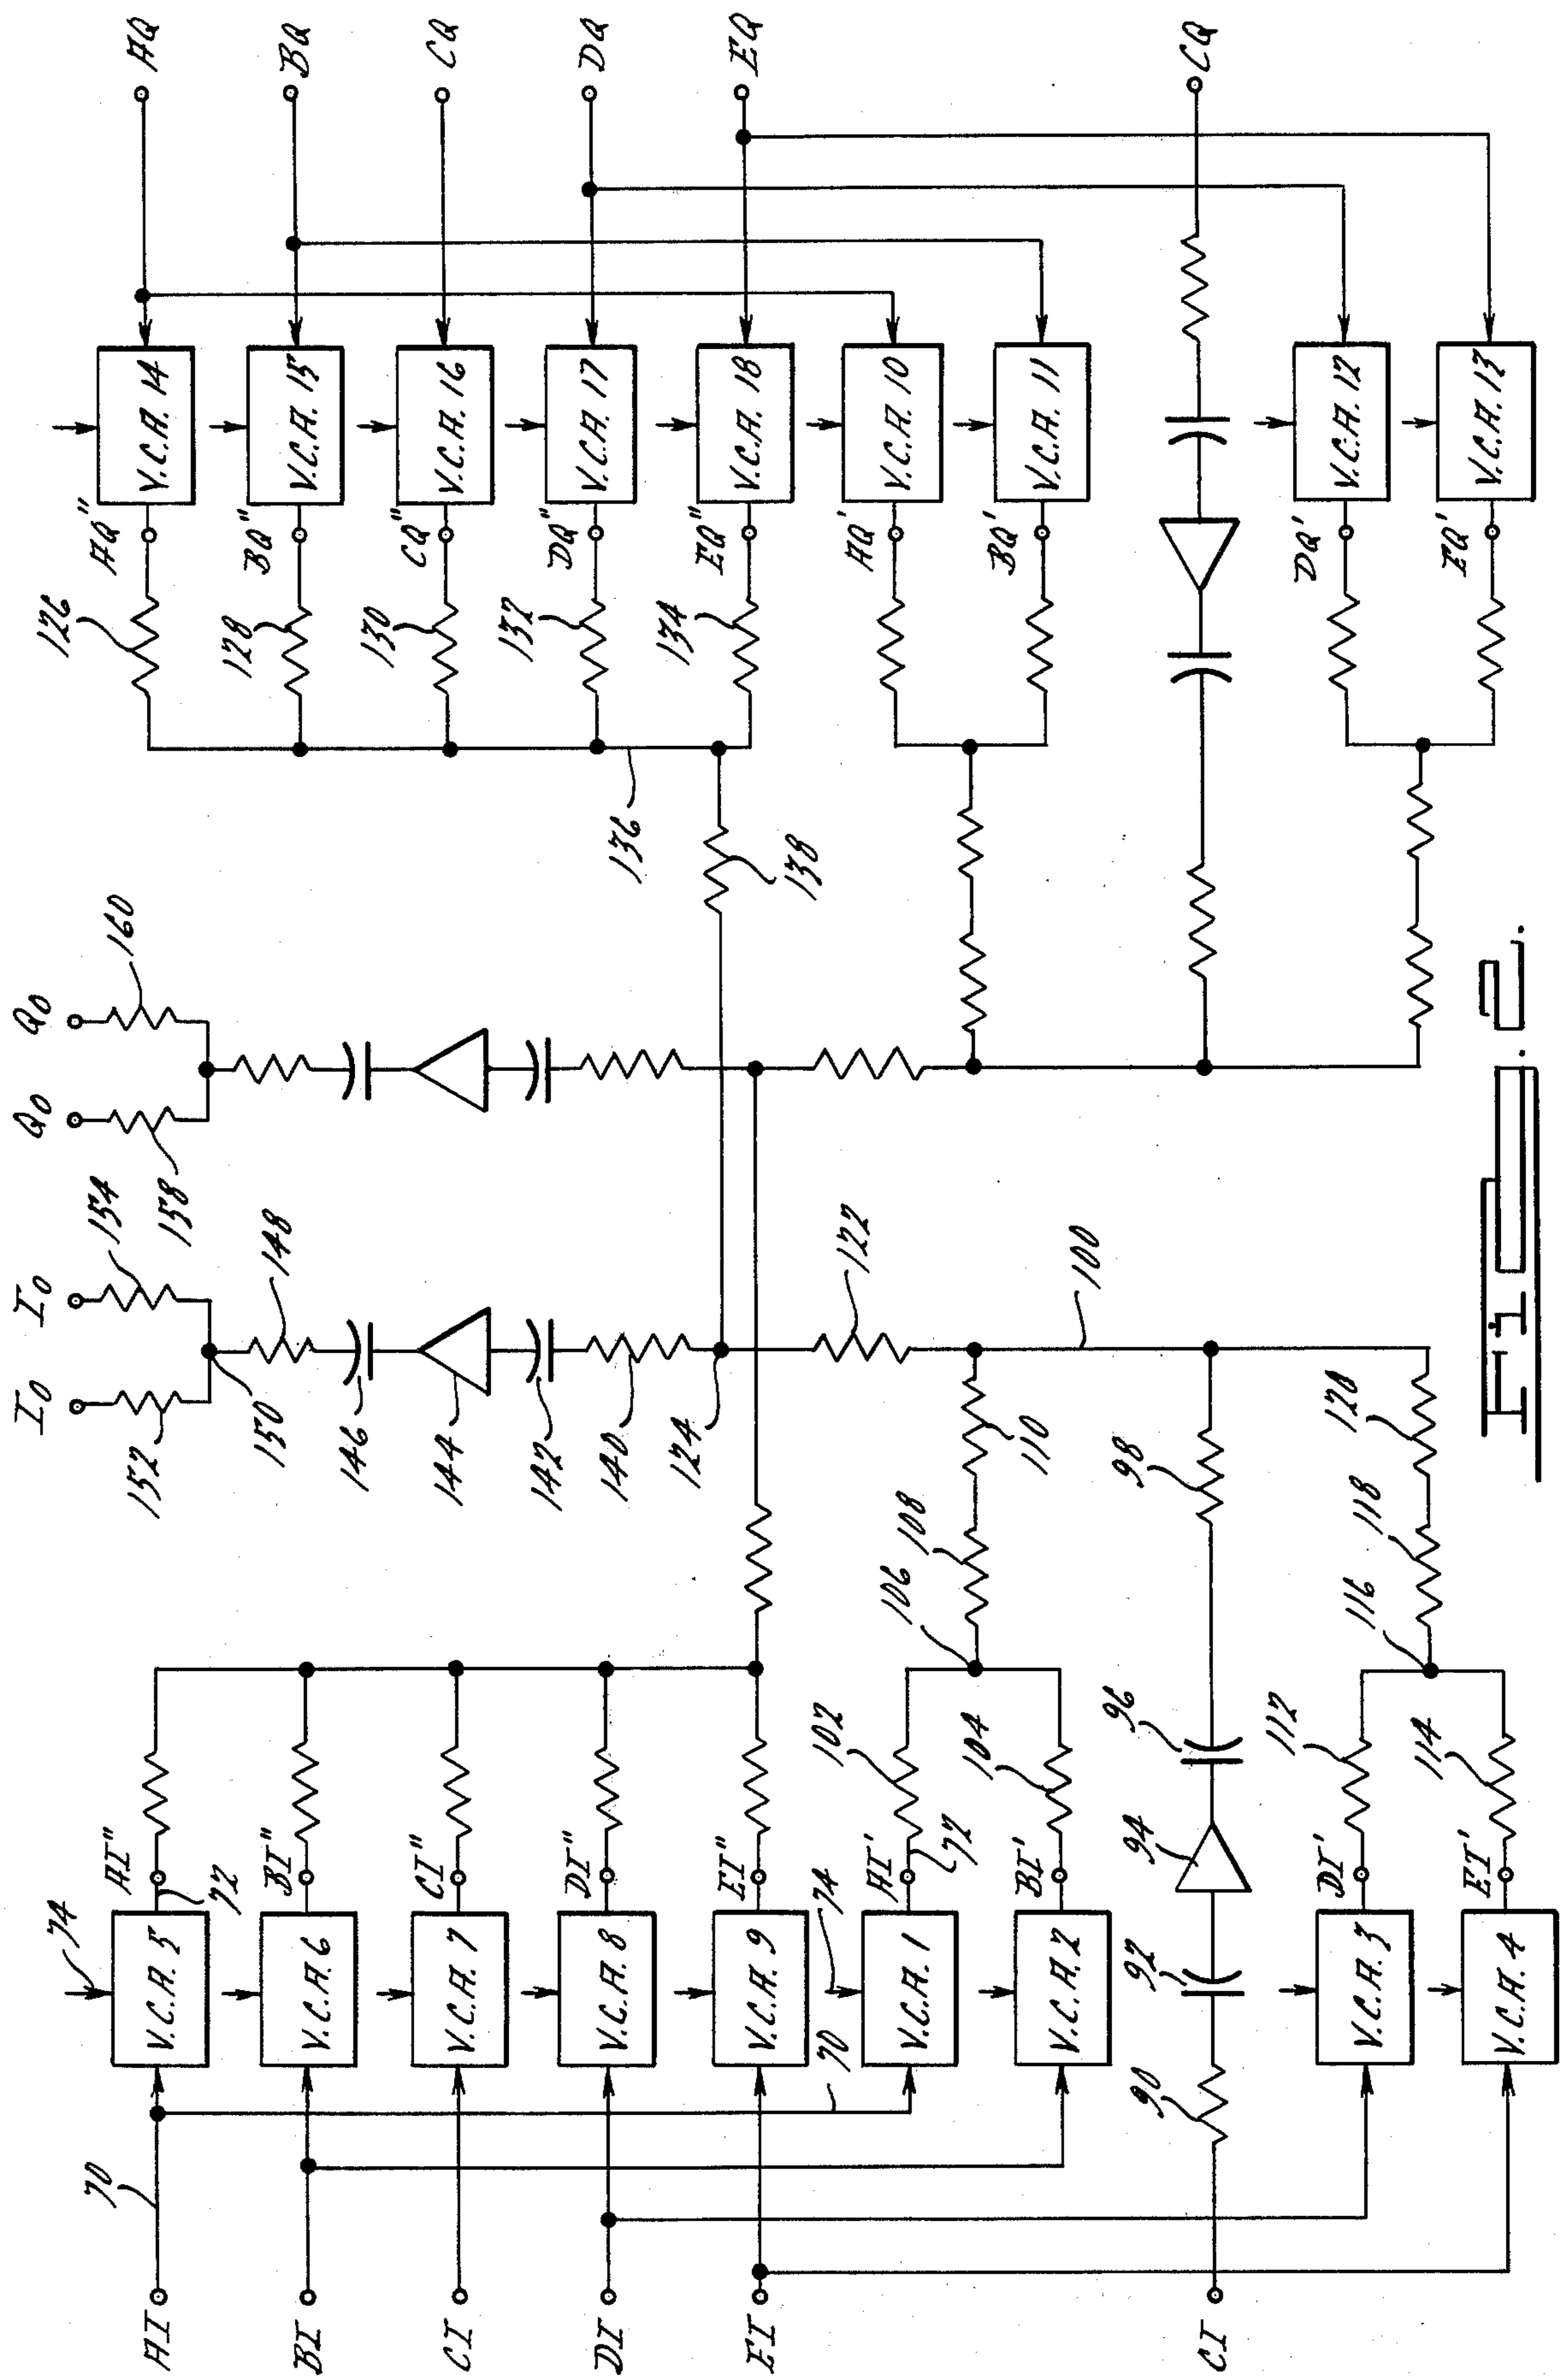 AQ
BQ
CQ
DQ
EQ
CQ
V.C.A. 14
V.C.A. 15
V.C.A. 16
V.C.A. 17
V.C.A. 18
V.C.A. 10
V.C.A. 11
V.C.A. 12
V.C.A. 13
AQ"
BQ"
CQ"
DQ"
EQ"
AQ'
BQ'
DQ'
EQ'
126
128
130
132
134
136
138
Q0
Q0
160
158
I0
I0
154
152
148
150
146
144
142
140
124
122
100
110
108
106
98
96
94
92
90
120
118
116
102
104
112
114
AI"
BI"
CI"
DI"
EI"
AI'
BI'
DI'
EI'
72
72
74
74
V.C.A. 5
V.C.A. 6
V.C.A. 7
V.C.A. 8
V.C.A. 9
V.C.A. 1
V.C.A. 2
V.C.A. 3
V.C.A. 4
70
70
AI
BI
CI
DI
EI
CI
Fig. 2.